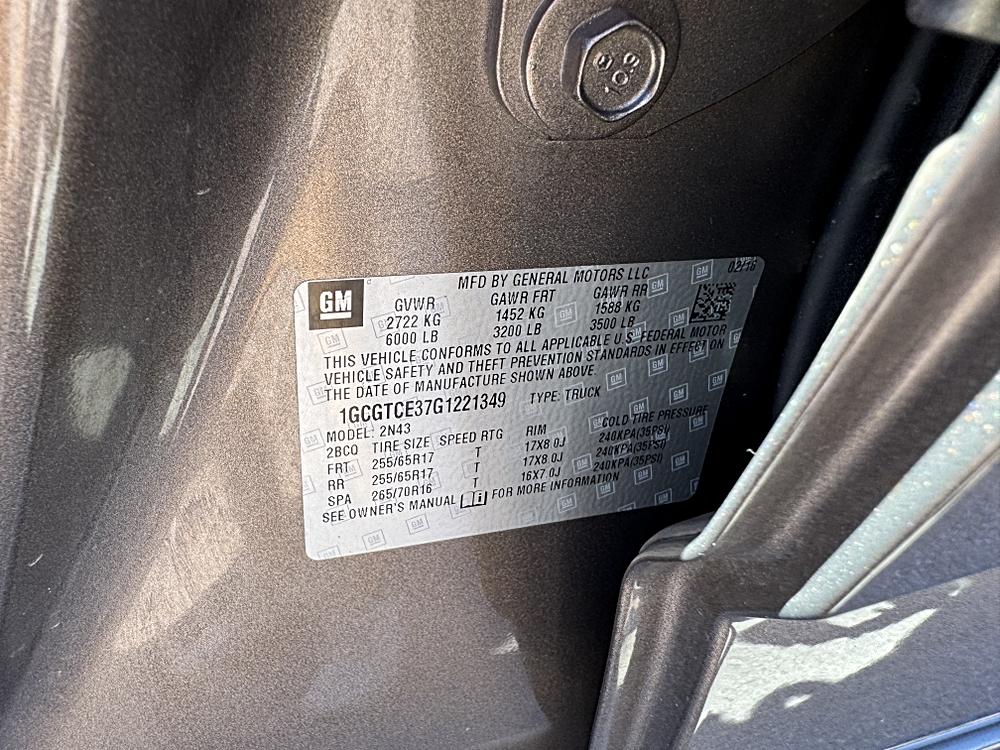 10.9
GM
MFD BY GENERAL MOTORS LLC
02/16
GVWR GAWR FRT GAWR RR
2722 KG 1452 KG 1588 KG
6000 LB 3200 LB 3500 LB
THIS VEHICLE CONFORMS TO ALL APPLICABLE U.S. FEDERAL MOTOR
VEHICLE SAFETY AND THEFT PREVENTION STANDARDS IN EFFECT ON
THE DATE OF MANUFACTURE SHOWN ABOVE.
1GCGTCE37G1221349 TYPE: TRUCK
MODEL: 2N43
2BCQ TIRE SIZE SPEED RTG RIM COLD TIRE PRESSURE
FRT 255/65R17 T 17X8.0J 240KPA(35PSI)
RR 255/65R17 T 17X8.0J 240KPA(35PSI)
SPA 265/70R16 T 16X7.0J 240KPA(35PSI)
SEE OWNER'S MANUAL FOR MORE INFORMATION